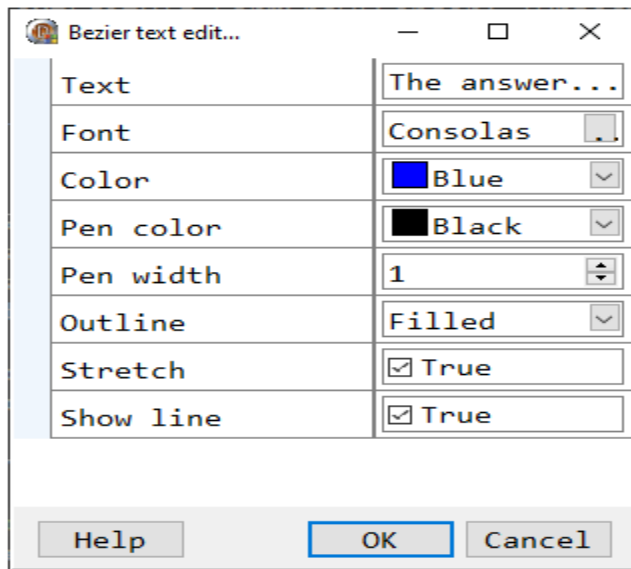 Bezier text edit...
Text The answer...
Font Consolas ..
Color Blue
Pen color Black
Pen width 1
Outline Filled
Stretch True
Show line True
Help OK Cancel